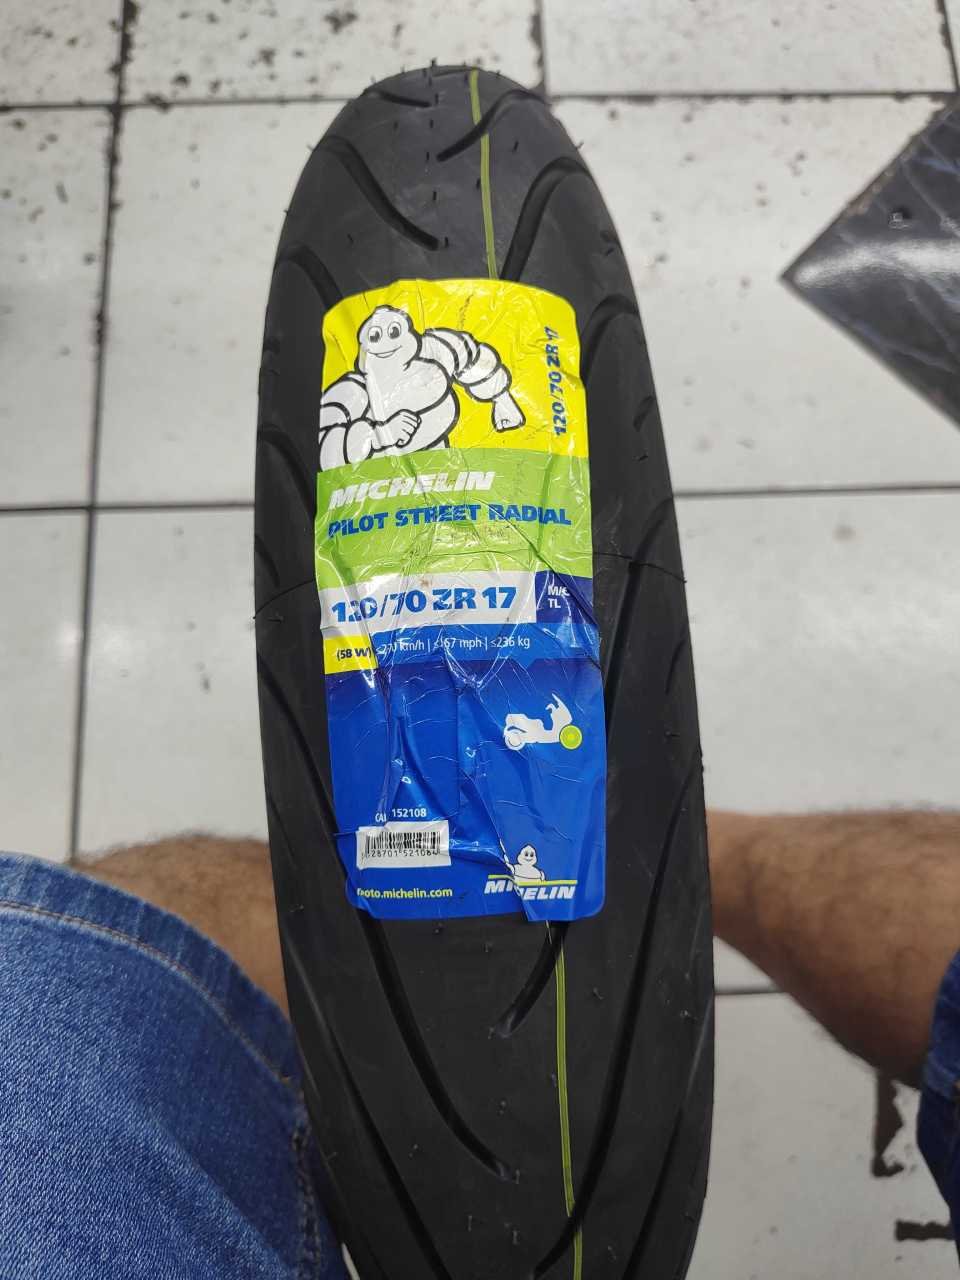 120/70 ZR 17
MICHELIN
PILOT STREET RADIAL
120/70 ZR 17
TL
(58 W) km/h | mph | ≤236 kg
152108
moto.michelin.com
MICHELIN